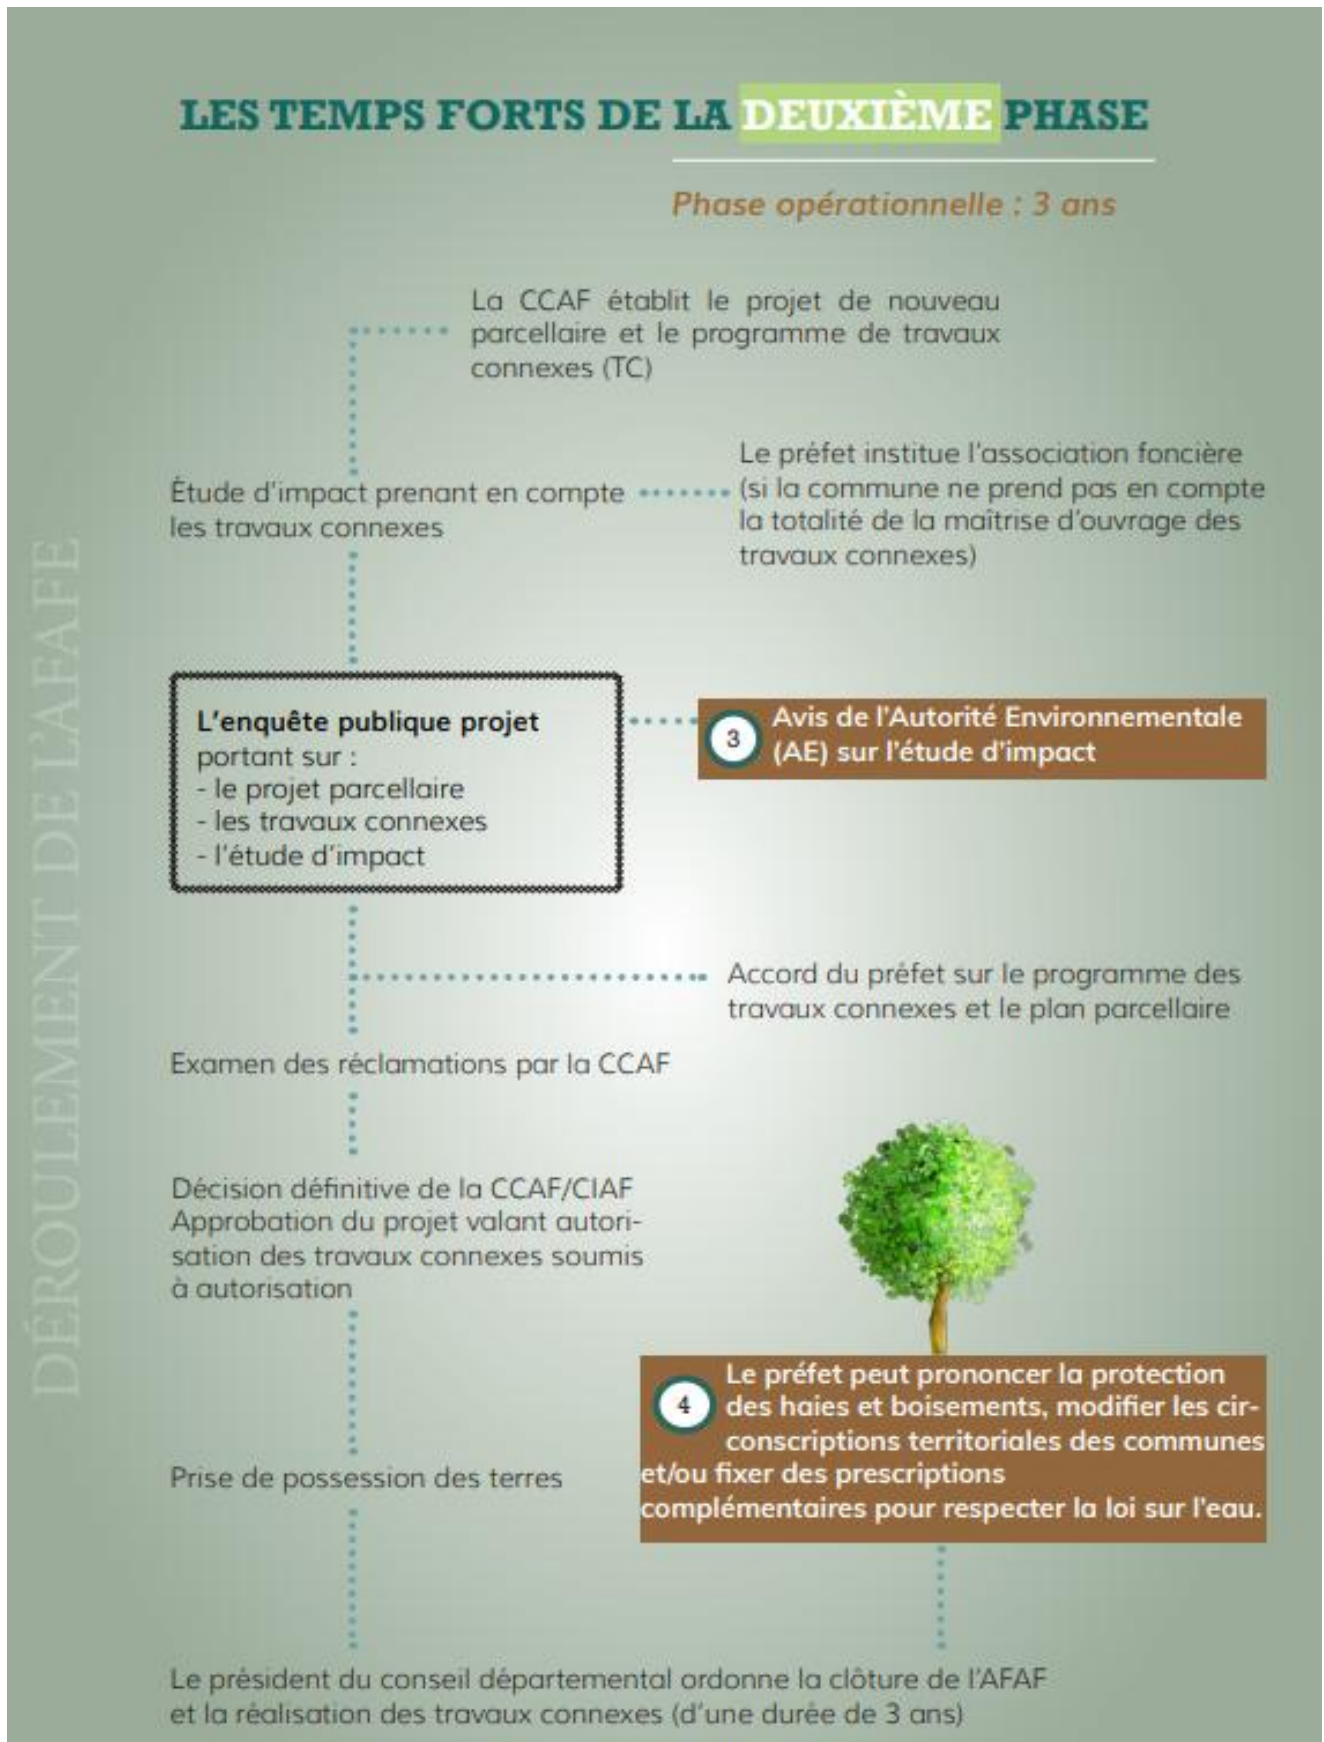 LES TEMPS FORTS DE LA DEUXIÈME PHASE
Phase opérationnelle : 3 ans
La CCAF établit le projet de nouveau
parcellaire et le programme de travaux
connexes (TC)
Le préfet institue l'association foncière
(si la commune ne prend pas en compte
la totalité de la maîtrise d'ouvrage des
travaux connexes)
Étude d'impact prenant en compte
les travaux connexes
L'enquête publique projet
portant sur :
- le projet parcellaire
- les travaux connexes
- l'étude d'impact
3
Avis de l'Autorité Environnementale
(AE) sur l'étude d'impact
Accord du préfet sur le programme des
travaux connexes et le plan parcellaire
Examen des réclamations par la CCAF
Décision définitive de la CCAF/CIAF
Approbation du projet valant autori-
sation des travaux connexes soumis
à autorisation
4
Le préfet peut prononcer la protection
des haies et boisements, modifier les cir-
conscriptions territoriales des communes
et/ou fixer des prescriptions
complémentaires pour respecter la loi sur l'eau.
Prise de possession des terres
Le président du conseil départemental ordonne la clôture de l'AFAF
et la réalisation des travaux connexes (d'une durée de 3 ans)
DÉROULEMENT DE L'AFAFE